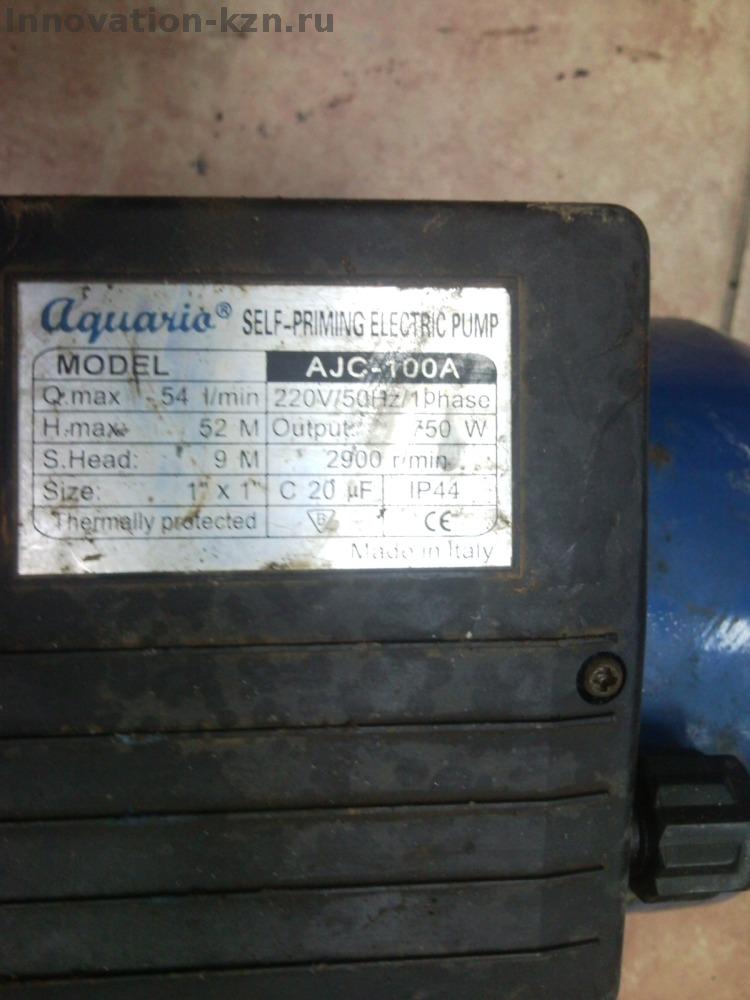 Innovation-kzn.ru
aquario® SELF-PRIMING ELECTRIC PUMP
MODEL AJC-100A
Q.max 54 l/min 220V/50Hz/1phase
H.max 52 M Output: 750 W
S.Head: 9 M 2900 r/min
Size: 1" x 1" C 20 µF IP44
Thermally protected B CE
Made in Italy